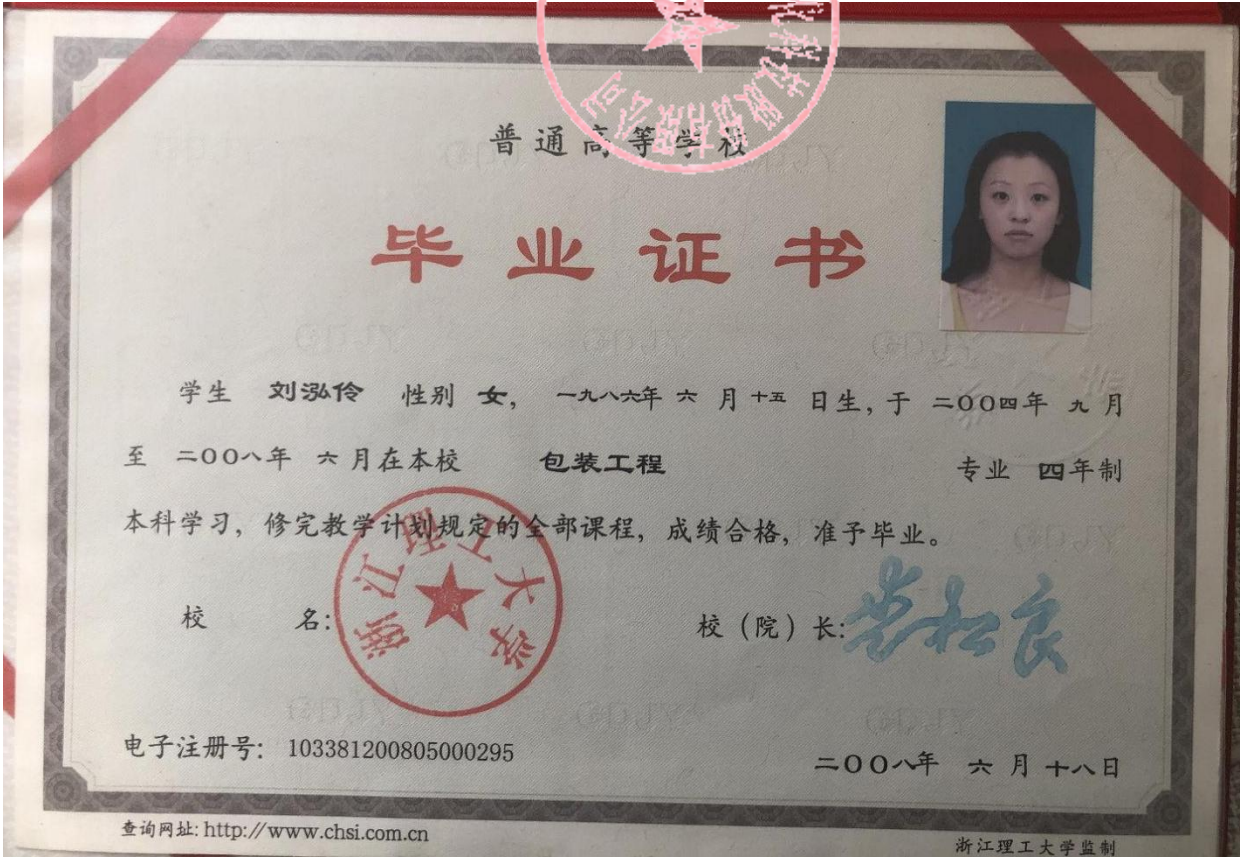 普通高等学校
毕业证书
学生 刘泓伶 性别 女, 一九八六年 六 月 十五 日生, 于 二〇〇四年 九 月
至 二〇〇八年 六 月在本校 包装工程 专业 四年制
本科学习, 修完教学计划规定的全部课程, 成绩合格, 准予毕业。
校 名:
浙江理工大学
校 (院) 长:
电子注册号: 103381200805000295
二〇〇八年 六 月 十八日
查询网址: http://www.chsi.com.cn
浙江理工大学监制